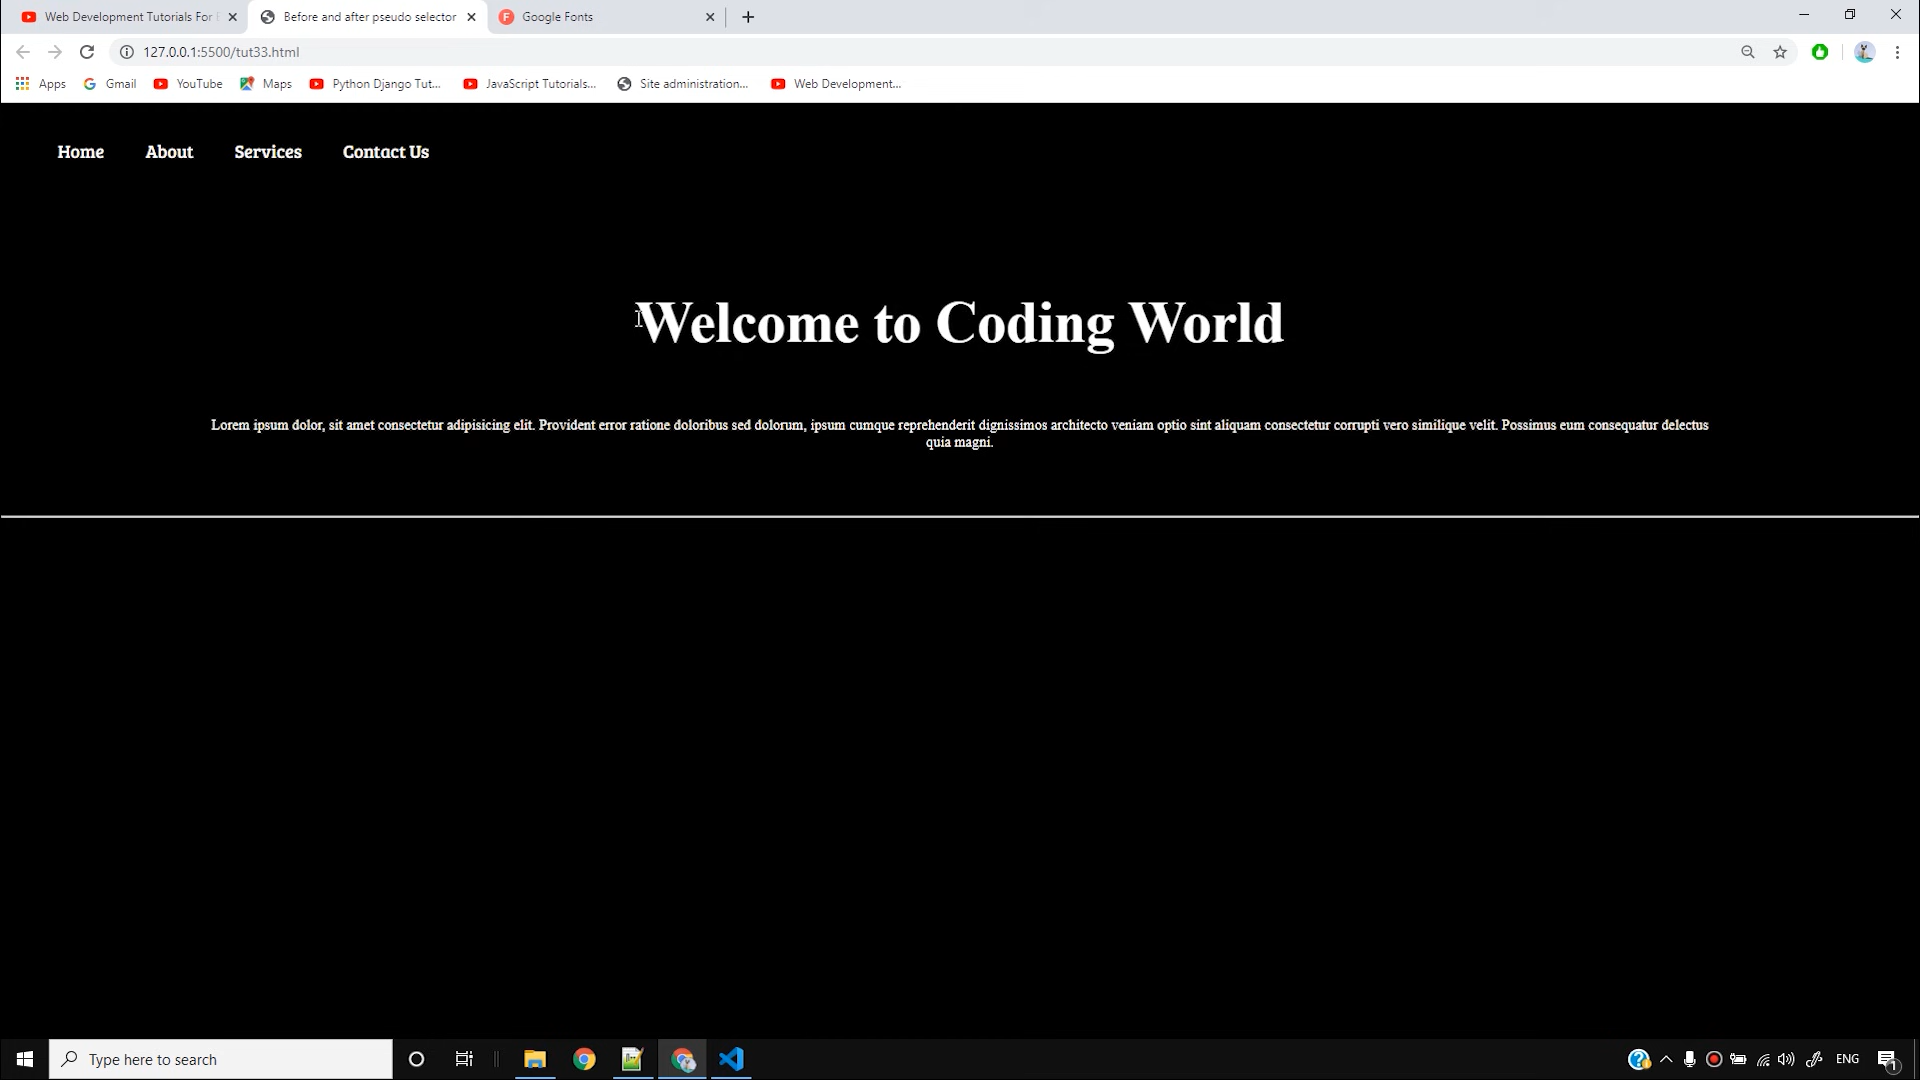 Web Development Tutorials For
Before and after pseudo selector
Google Fonts
127.0.0.1:5500/tut33.html
Apps
Gmail
YouTube
Maps
Python Django Tut...
JavaScript Tutorials...
Site administration...
Web Development...
Home
About
Services
Contact Us
Welcome to Coding World
Lorem ipsum dolor, sit amet consectetur adipisicing elit. Provident error ratione doloribus sed dolorum, ipsum cumque reprehenderit dignissimos architecto veniam optio sint aliquam consectetur corrupti vero similique velit. Possimus eum consequatur delectus
quia magni.
Type here to search
ENG
1